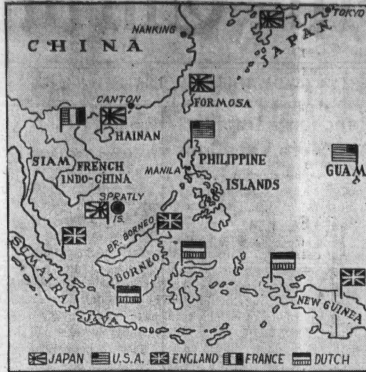 TOKYO
NANKING
CHINA
JAPAN
CANTON
FORMOSA
HAINAN
SIAM
FRENCH
INDO-CHINA
MANILA
PHILIPPINE
ISLANDS
GUAM
SPRATLY
IS.
BR. BORNEO
BORNEO
SUMATRA
JAVA
NEW GUINEA
JAPAN U.S.A. ENGLAND FRANCE DUTCH